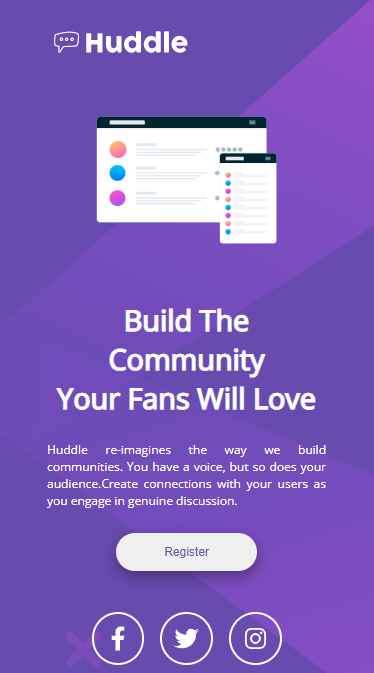 Huddle
Build The
Community
Your Fans Will Love
Huddle re-imagines the way we build
communities. You have a voice, but so does your
audience.Create connections with your users as
you engage in genuine discussion.
Register